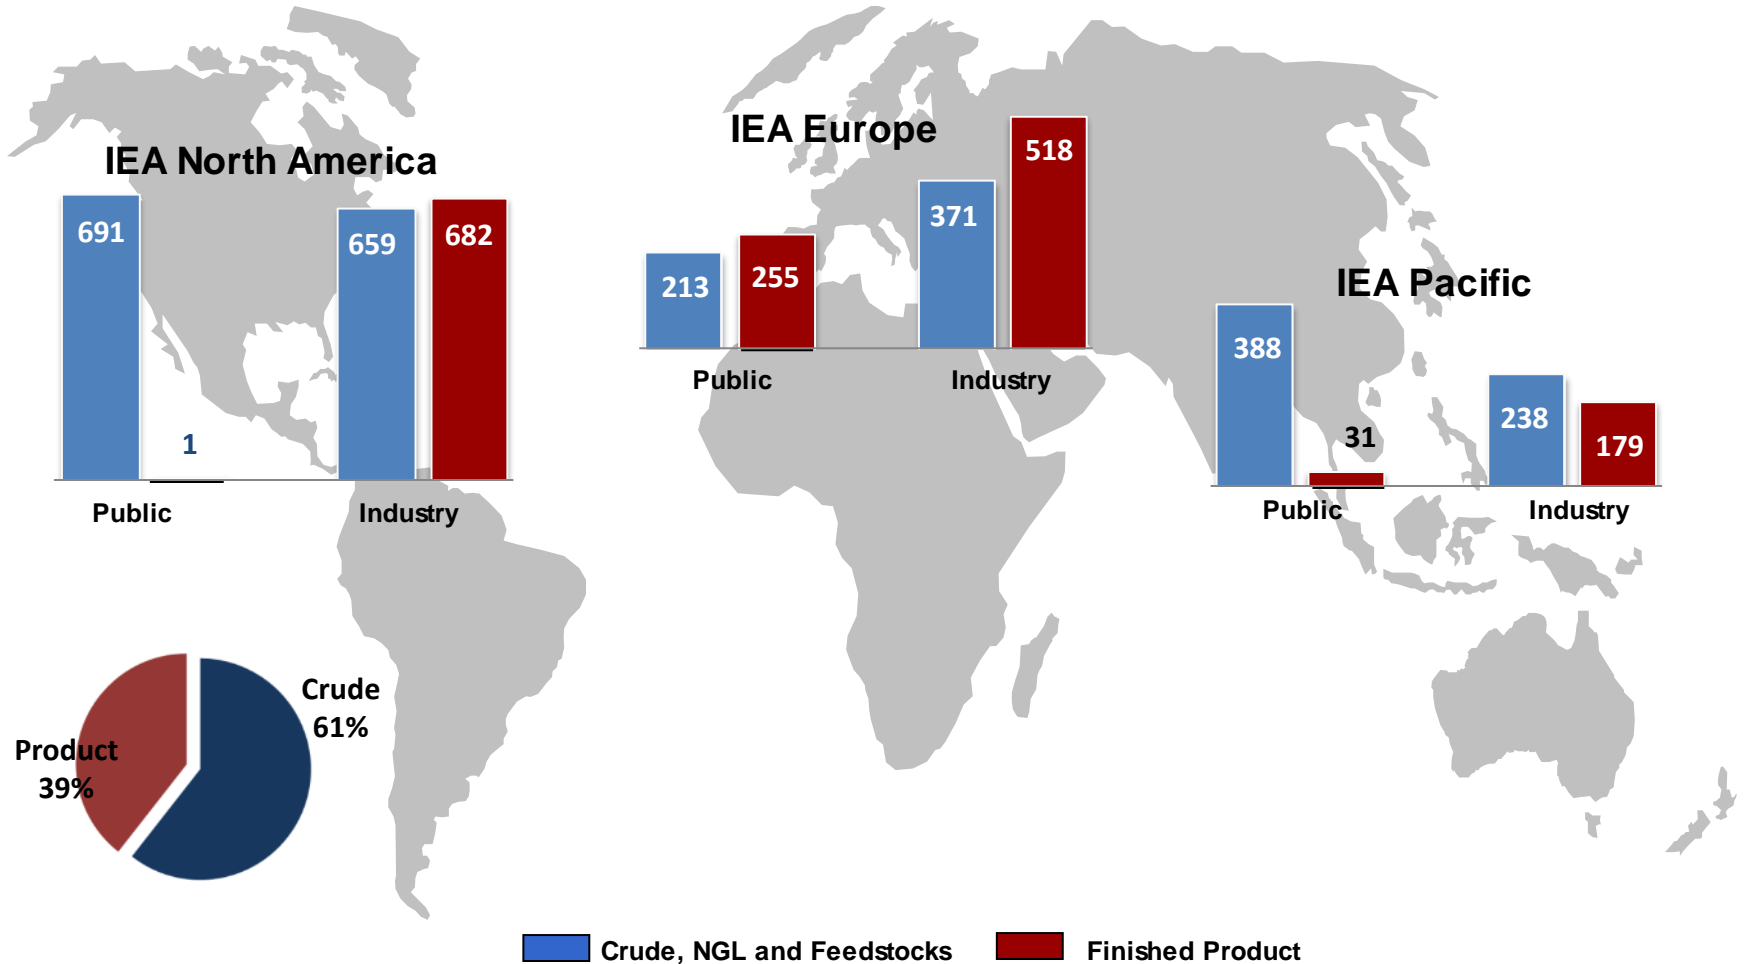 IEA North America
691
1
659
682
Public
Industry
IEA Europe
213
255
371
518
Public
Industry
IEA Pacific
388
31
238
179
Public
Industry
Crude
61%
Product
39%
Crude, NGL and Feedstocks
Finished Product